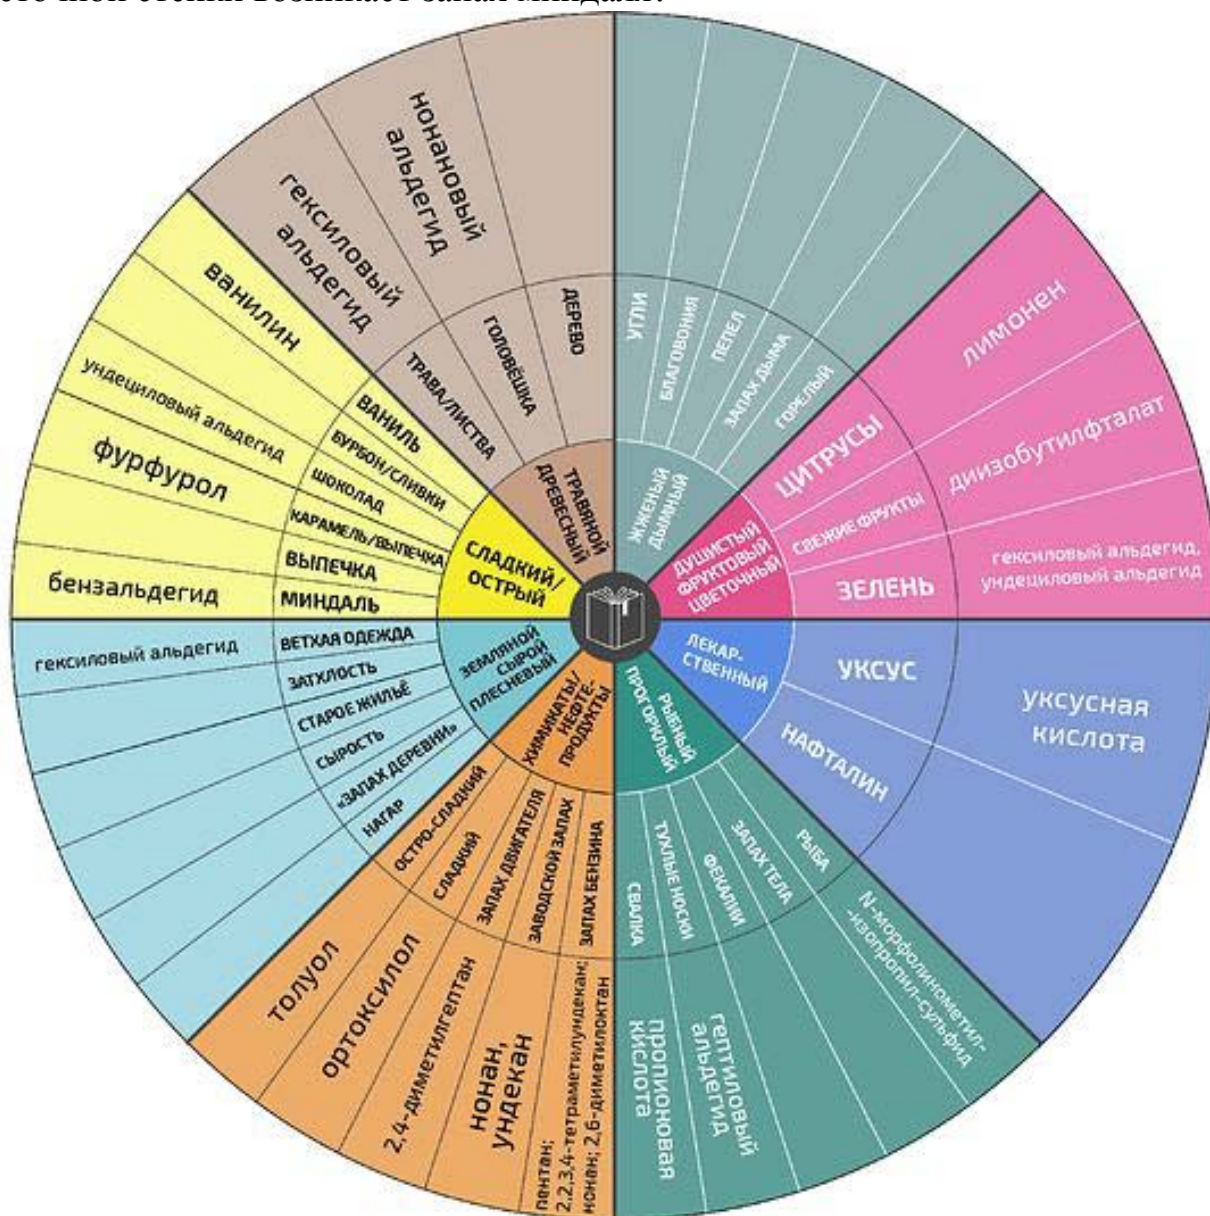 запах миндаля.
ТРАВЯНОЙ
ДРЕВЕСНЫЙ
ДЕРЕВО
ГОЛОВЁШКА
нонановый
альдегид
ТРАВА/ЛИСТВА
гексиловый
альдегид
ЖЖЕНЫЙ
ДЫМНЫЙ
УГЛИ
БЛАГОВОНИЯ
ПЕПЕЛ
ЗАПАХ ДЫМА
ГОРЕЛЫЙ
ДУШИСТЫЙ
ФРУКТОВЫЙ
ЦВЕТОЧНЫЙ
ЦИТРУСЫ
лимонен
СВЕЖИЕ ФРУКТЫ
диизобутилфталат
ЗЕЛЕНЬ
гексиловый альдегид,
ундециловый альдегид
ЛЕКАР-
СТВЕННЫЙ
УКСУС
уксусная
кислота
НАФТАЛИН
РЫБНЫЙ
ПРОГОРКЛЫЙ
РЫБА
N-морфолинометил-
-изопропил-сульфид
ЗАПАХ ТЕЛА
ФЕКАЛИИ
ТУХЛЫЕ НОСКИ
гептиловый
альдегид
СВАЛКА
пропионовая
кислота
ХИМИКАТЫ/
НЕФТЕ-
ПРОДУКТЫ
ЗАПАХ БЕНЗИНА
пентан;
2,2,3,4-тетраметилундекан;
нонан; 2,6-диметилоктан
ЗАВОДСКОЙ ЗАПАХ
нонан,
ундекан
ЗАПАХ ДВИГАТЕЛЯ
2,4-диметилгептан
СЛАДКИЙ
ортоксилол
ОСТРО-СЛАДКИЙ
толуол
ЗЕМЛЯНОЙ
СЫРОЙ
ПЛЕСНЕВЫЙ
ВЕТХАЯ ОДЕЖДА
гексиловый альдегид
ЗАТХЛОСТЬ
СТАРОЕ ЖИЛЬЁ
СЫРОСТЬ
«ЗАПАХ ДЕРЕВНИ»
НАГАР
СЛАДКИЙ/
ОСТРЫЙ
МИНДАЛЬ
бензальдегид
ВЫПЕЧКА
КАРАМЕЛЬ/ВЫПЕЧКА
фурфурол
ШОКОЛАД
ундециловый альдегид
БУРБОН/СЛИВКИ
ВАНИЛЬ
ванилин